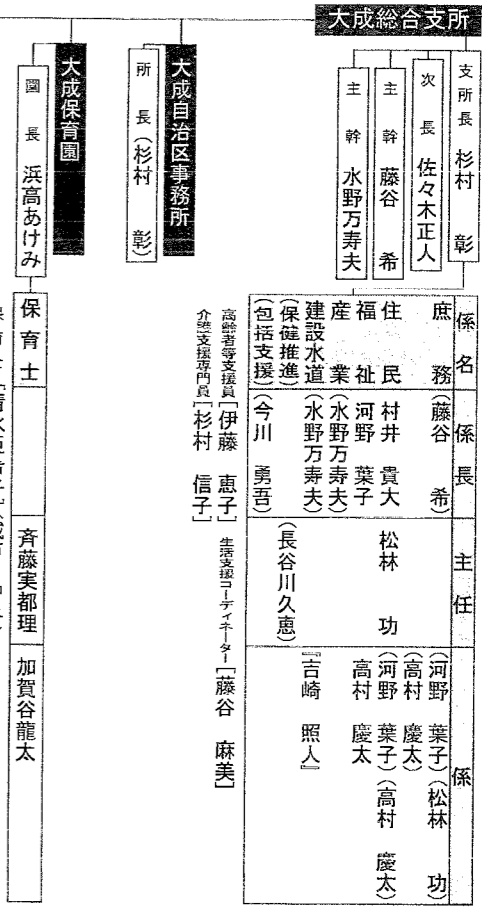 大成総合支所
支所長 杉村 彰
次長 佐々木正人
主幹 藤谷 希
主幹 水野万寿夫
係名 係長 主任 係
庶務 (藤谷 希) (河野 葉子)(松林 功)
(高村 慶太)
住民 村井 貴大 松林 功 (河野 葉子)(高村 慶太)
福祉 河野 葉子 高村 慶太
産業 (水野万寿夫)
建設水道 (水野万寿夫) 『吉崎 照人』
(保健推進) (長谷川久恵)
(包括支援) (今川 勇吾)
高齢者等支援員[伊藤 恵子] 生活支援コーディネーター[藤谷 麻美]
介護支援専門員[杉村 信子]
大成自治区事務所
所長 (杉村 彰)
大成保育園
園長 浜高あけみ
保育士 斉藤実都理 加賀谷龍太